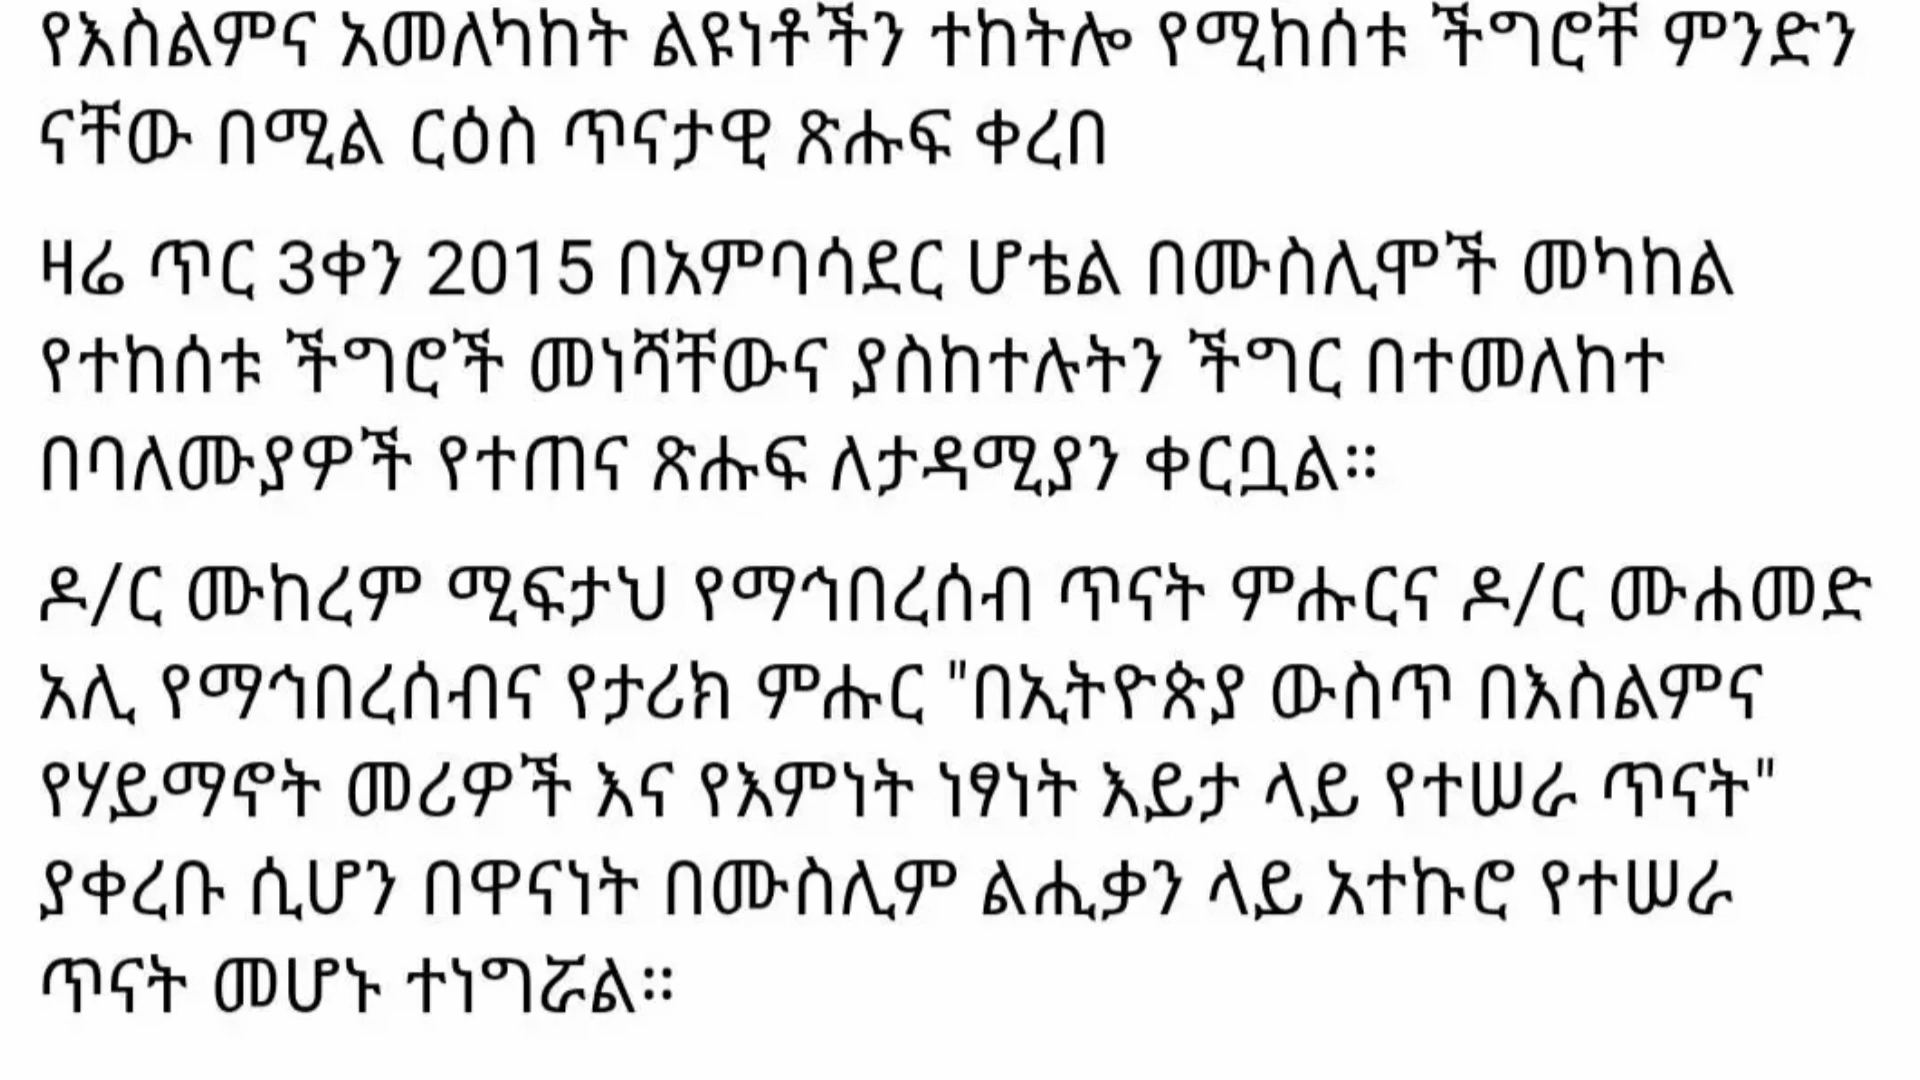 የእስልምና አመለካከት ልዩነቶችን ተከትሎ የሚከሰቱ ችግሮቸ ምንድን
ናቸው በሚል ርዕስ ጥናታዊ ጽሑፍ ቀረበ
ዛሬ ጥር 3ቀን 2015 በአምባሳደር ሆቴል በሙስሊሞች መካከል
የተከሰቱ ችግሮች መነሻቸውና ያስከተሉትን ችግር በተመለከተ
በባለሙያዎች የተጠና ጽሑፍ ለታዳሚያን ቀርቧል።
ዶ/ር ሙከረም ሚፍታህ የማኅበረሰብ ጥናት ምሑርና ዶ/ር ሙሐመድ
አሊ የማኅበረሰብና የታሪክ ምሑር "በኢትዮጵያ ውስጥ በእስልምና
የሃይማኖት መሪዎች እና የእምነት ነፃነት እይታ ላይ የተሠራ ጥናት"
ያቀረቡ ሲሆን በዋናነት በሙስሊም ልሒቃን ላይ አተኩሮ የተሠራ
ጥናት መሆኑ ተነግሯል።